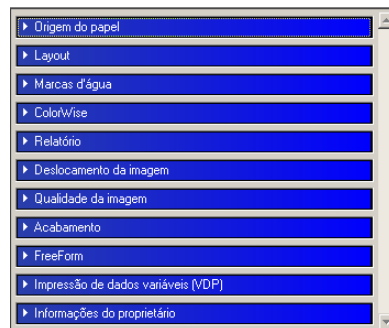 Origem do papel
Layout
Marcas d'água
ColorWise
Relatório
Deslocamento da imagem
Qualidade da imagem
Acabamento
FreeForm
Impressão de dados variáveis (VDP)
Informações do proprietário